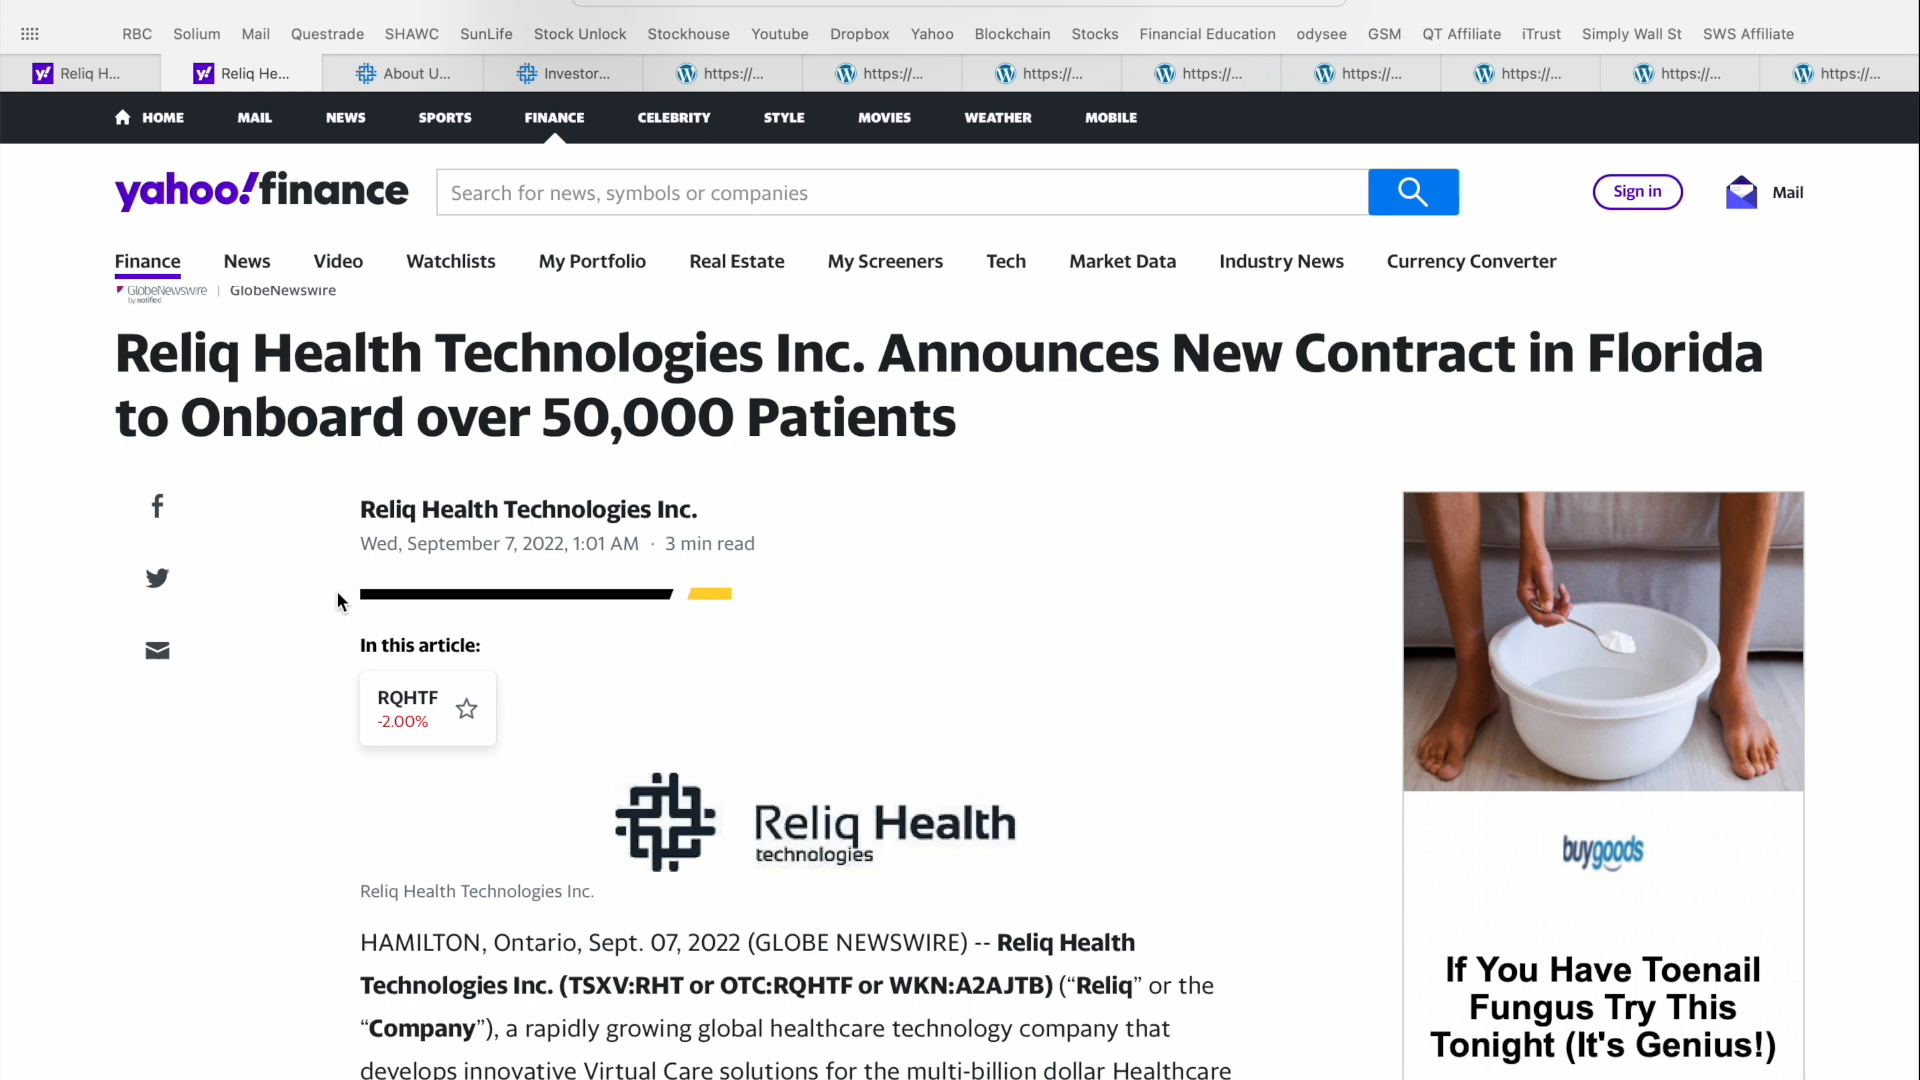 RBC Solium Mail Questrade SHAWC SunLife Stock Unlock Stockhouse Youtube Dropbox Yahoo Blockchain Stocks Financial Education odysee GSM QT Affiliate iTrust Simply Wall St SWS Affiliate
y! Reliq H... y! Reliq He... About U... Investor... https://... https://... https://... https://... https://... https://... https://... https://...
HOME MAIL NEWS SPORTS FINANCE CELEBRITY STYLE MOVIES WEATHER MOBILE
yahoo!finance Search for news, symbols or companies Sign in Mail
Finance News Video Watchlists My Portfolio Real Estate My Screeners Tech Market Data Industry News Currency Converter
GlobeNewswire | GlobeNewswire
by notified
Reliq Health Technologies Inc. Announces New Contract in Florida
to Onboard over 50,000 Patients
Reliq Health Technologies Inc.
Wed, September 7, 2022, 1:01 AM · 3 min read
In this article:
RQHTF
-2.00%
Reliq Health
technologies
Reliq Health Technologies Inc.
HAMILTON, Ontario, Sept. 07, 2022 (GLOBE NEWSWIRE) -- Reliq Health
Technologies Inc. (TSXV:RHT or OTC:RQHTF or WKN:A2AJTB) (“Reliq” or the
“Company”), a rapidly growing global healthcare technology company that
develops innovative Virtual Care solutions for the multi-billion dollar Healthcare
buygoods
If You Have Toenail
Fungus Try This
Tonight (It's Genius!)